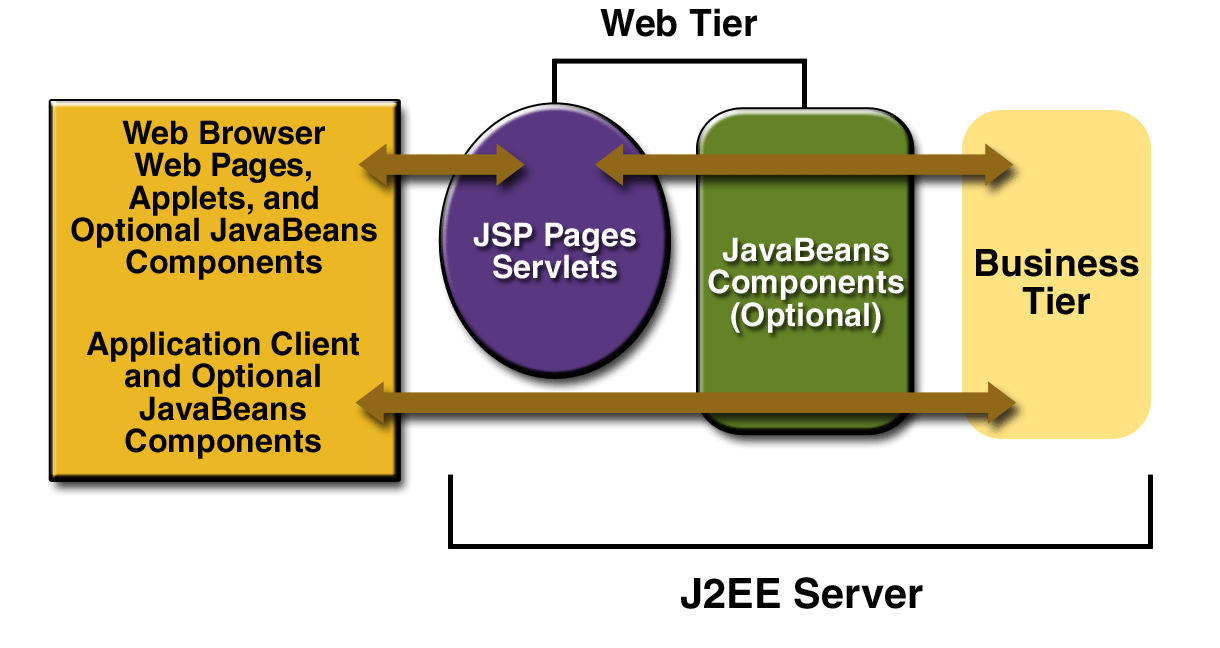 Web Tier
Web Browser
Web Pages,
Applets, and
Optional JavaBeans
Components
Application Client
and Optional
JavaBeans
Components
JSP Pages
Servlets
JavaBeans
Components
(Optional)
Business
Tier
J2EE Server